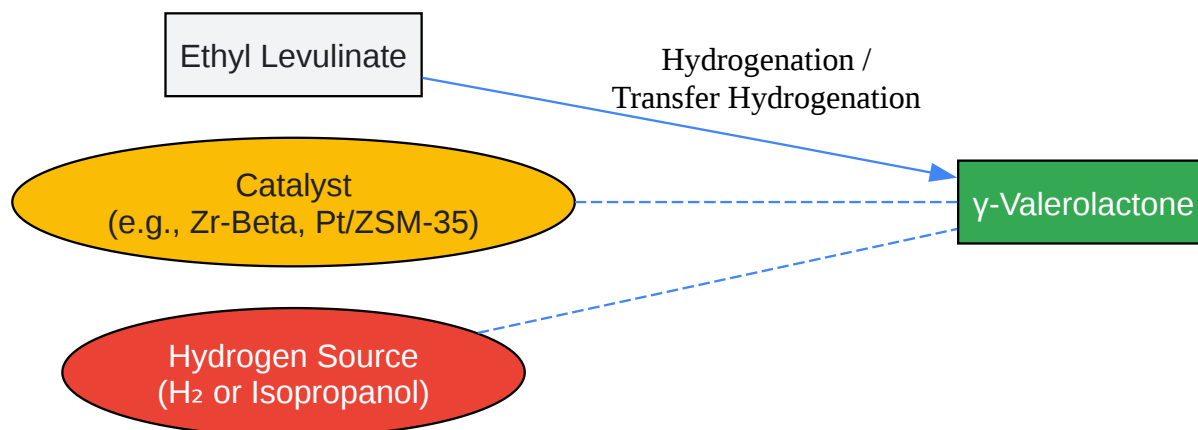 Ethyl Levulinate
Hydrogenation /
Transfer Hydrogenation
Catalyst
(e.g., Zr-Beta, Pt/ZSM-35)
γ-Valerolactone
Hydrogen Source
(H₂ or Isopropanol)